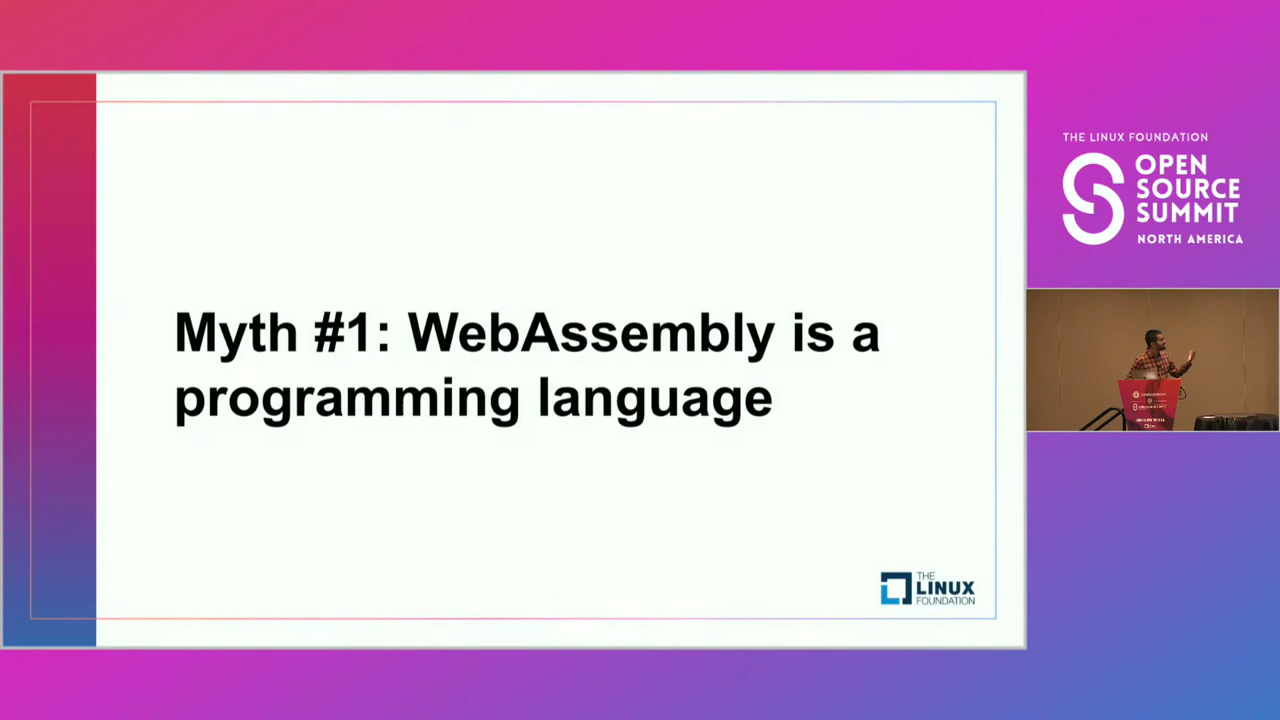 Myth #1: WebAssembly is a
programming language
THE
LINUX
FOUNDATION
THE LINUX FOUNDATION
OPEN
SOURCE
SUMMIT
NORTH AMERICA